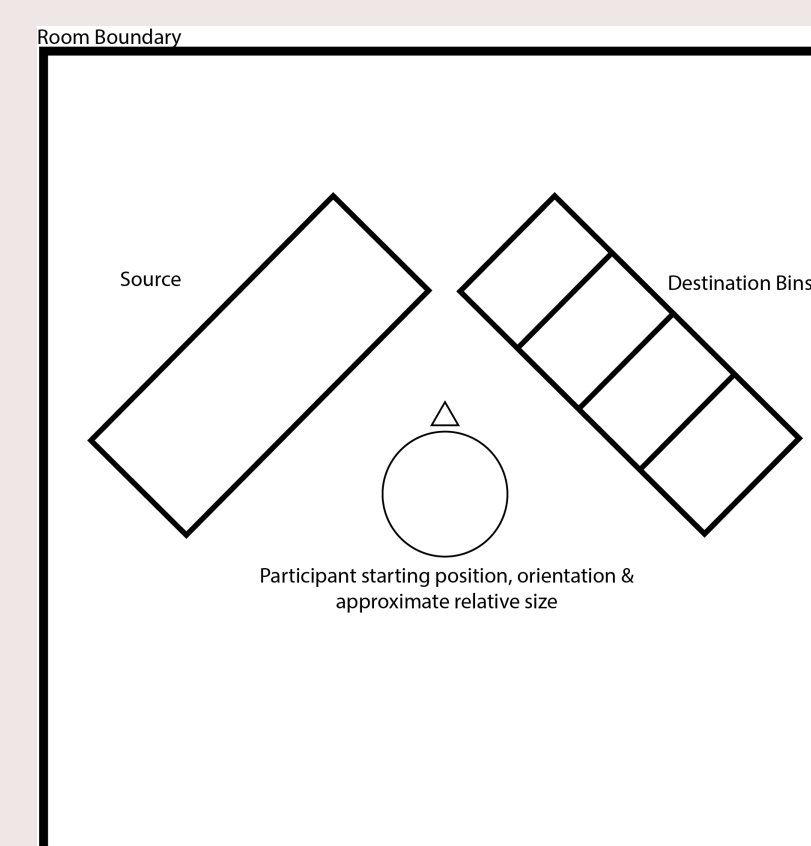 Room Boundary
Source
Destination Bins
Participant starting position, orientation &
approximate relative size